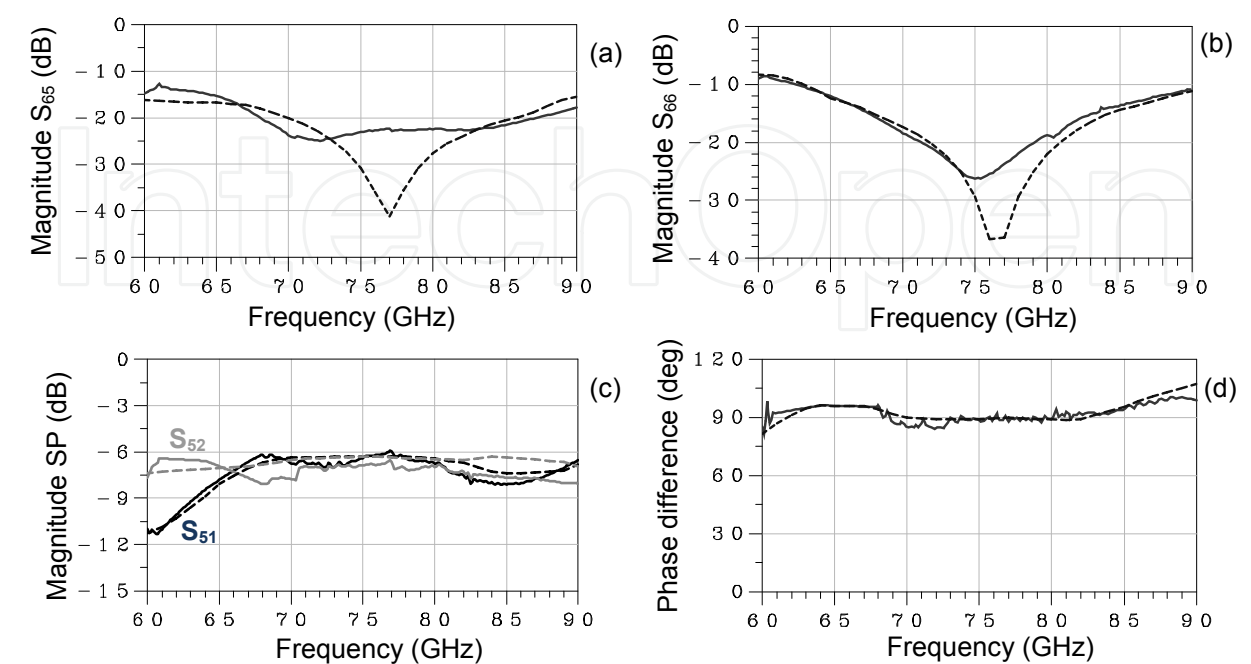 0
-10
-20
-30
-40
-50
60 65 70 75 80 85 90
Magnitude S65 (dB)
Frequency (GHz)
(a)
0
-10
-20
-30
-40
60 65 70 75 80 85 90
Magnitude S66 (dB)
Frequency (GHz)
(b)
IntechOpen
0
-3
-6
-9
-12
-15
60 65 70 75 80 85 90
Magnitude SP (dB)
Frequency (GHz)
S52
S51
(c)
120
90
60
30
0
60 65 70 75 80 85 90
Phase difference (deg)
Frequency (GHz)
(d)